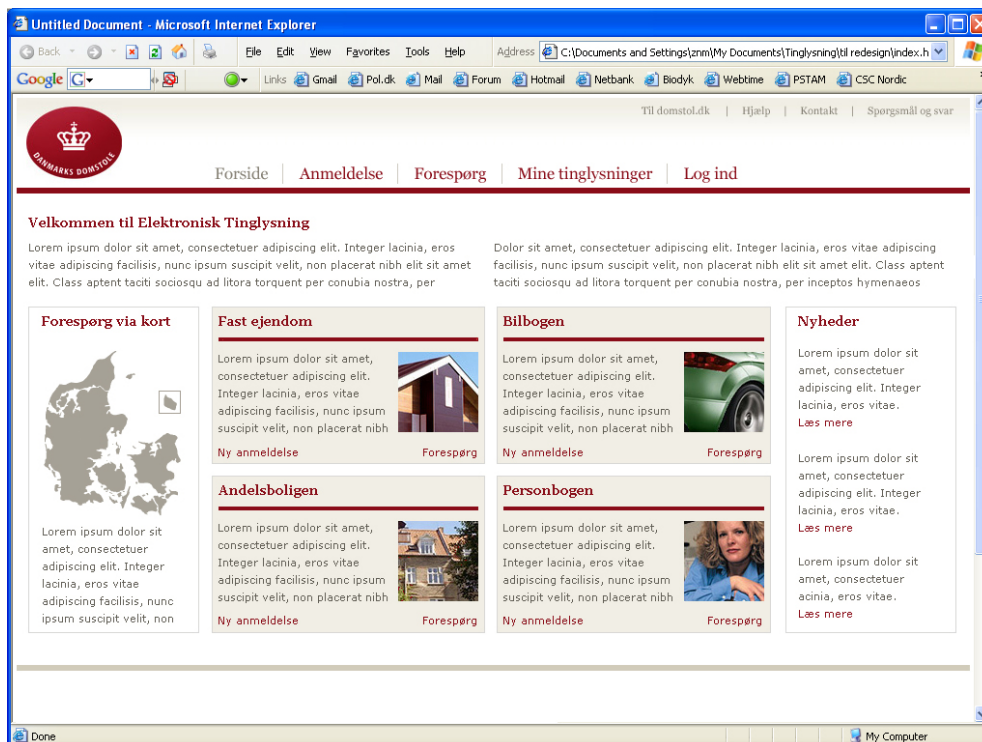 Untitled Document - Microsoft Internet Explorer
Back File Edit View Favorites Tools Help Address C:\Documents and Settings\znm\My Documents\Tinglysning\til redesign\index.h
Google G Links Gmail Pol.dk Mail Forum Hotmail Netbank Biodyk Webtime PSTAM CSC Nordic
Til domstol.dk | Hjælp | Kontakt | Spørgsmål og svar
DANMARKS DOMSTOLE
Forside Anmeldelse Forespørg Mine tinglysninger Log ind
Velkommen til Elektronisk Tinglysning
Lorem ipsum dolor sit amet, consectetuer adipiscing elit. Integer lacinia, eros
vitae adipiscing facilisis, nunc ipsum suscipit velit, non placerat nibh elit sit amet
elit. Class aptent taciti sociosqu ad litora torquent per conubia nostra, per
Dolor sit amet, consectetuer adipiscing elit. Integer lacinia, eros vitae adipiscing
facilisis, nunc ipsum suscipit velit, non placerat nibh elit sit amet elit. Class aptent
taciti sociosqu ad litora torquent per conubia nostra, per inceptos hymenaeos
Forespørg via kort
Lorem ipsum dolor sit
amet, consectetuer
adipiscing elit. Integer
lacinia, eros vitae
adipiscing facilisis, nunc
ipsum suscipit velit, non
Fast ejendom
Lorem ipsum dolor sit amet,
consectetuer adipiscing elit.
Integer lacinia, eros vitae
adipiscing facilisis, nunc ipsum
suscipit velit, non placerat nibh
Ny anmeldelse Forespørg
Bilbogen
Lorem ipsum dolor sit amet,
consectetuer adipiscing elit.
Integer lacinia, eros vitae
adipiscing facilisis, nunc ipsum
suscipit velit, non placerat nibh
Ny anmeldelse Forespørg
Andelsboligen
Lorem ipsum dolor sit amet,
consectetuer adipiscing elit.
Integer lacinia, eros vitae
adipiscing facilisis, nunc ipsum
suscipit velit, non placerat nibh
Ny anmeldelse Forespørg
Personbogen
Lorem ipsum dolor sit amet,
consectetuer adipiscing elit.
Integer lacinia, eros vitae
adipiscing facilisis, nunc ipsum
suscipit velit, non placerat nibh
Ny anmeldelse Forespørg
Nyheder
Lorem ipsum dolor sit
amet, consectetuer
adipiscing elit. Integer
lacinia, eros vitae.
Læs mere
Lorem ipsum dolor sit
amet, consectetuer
adipiscing elit. Integer
lacinia, eros vitae.
Læs mere
Lorem ipsum dolor sit
amet, consectetuer
acinia, eros vitae.
Læs mere
Done My Computer